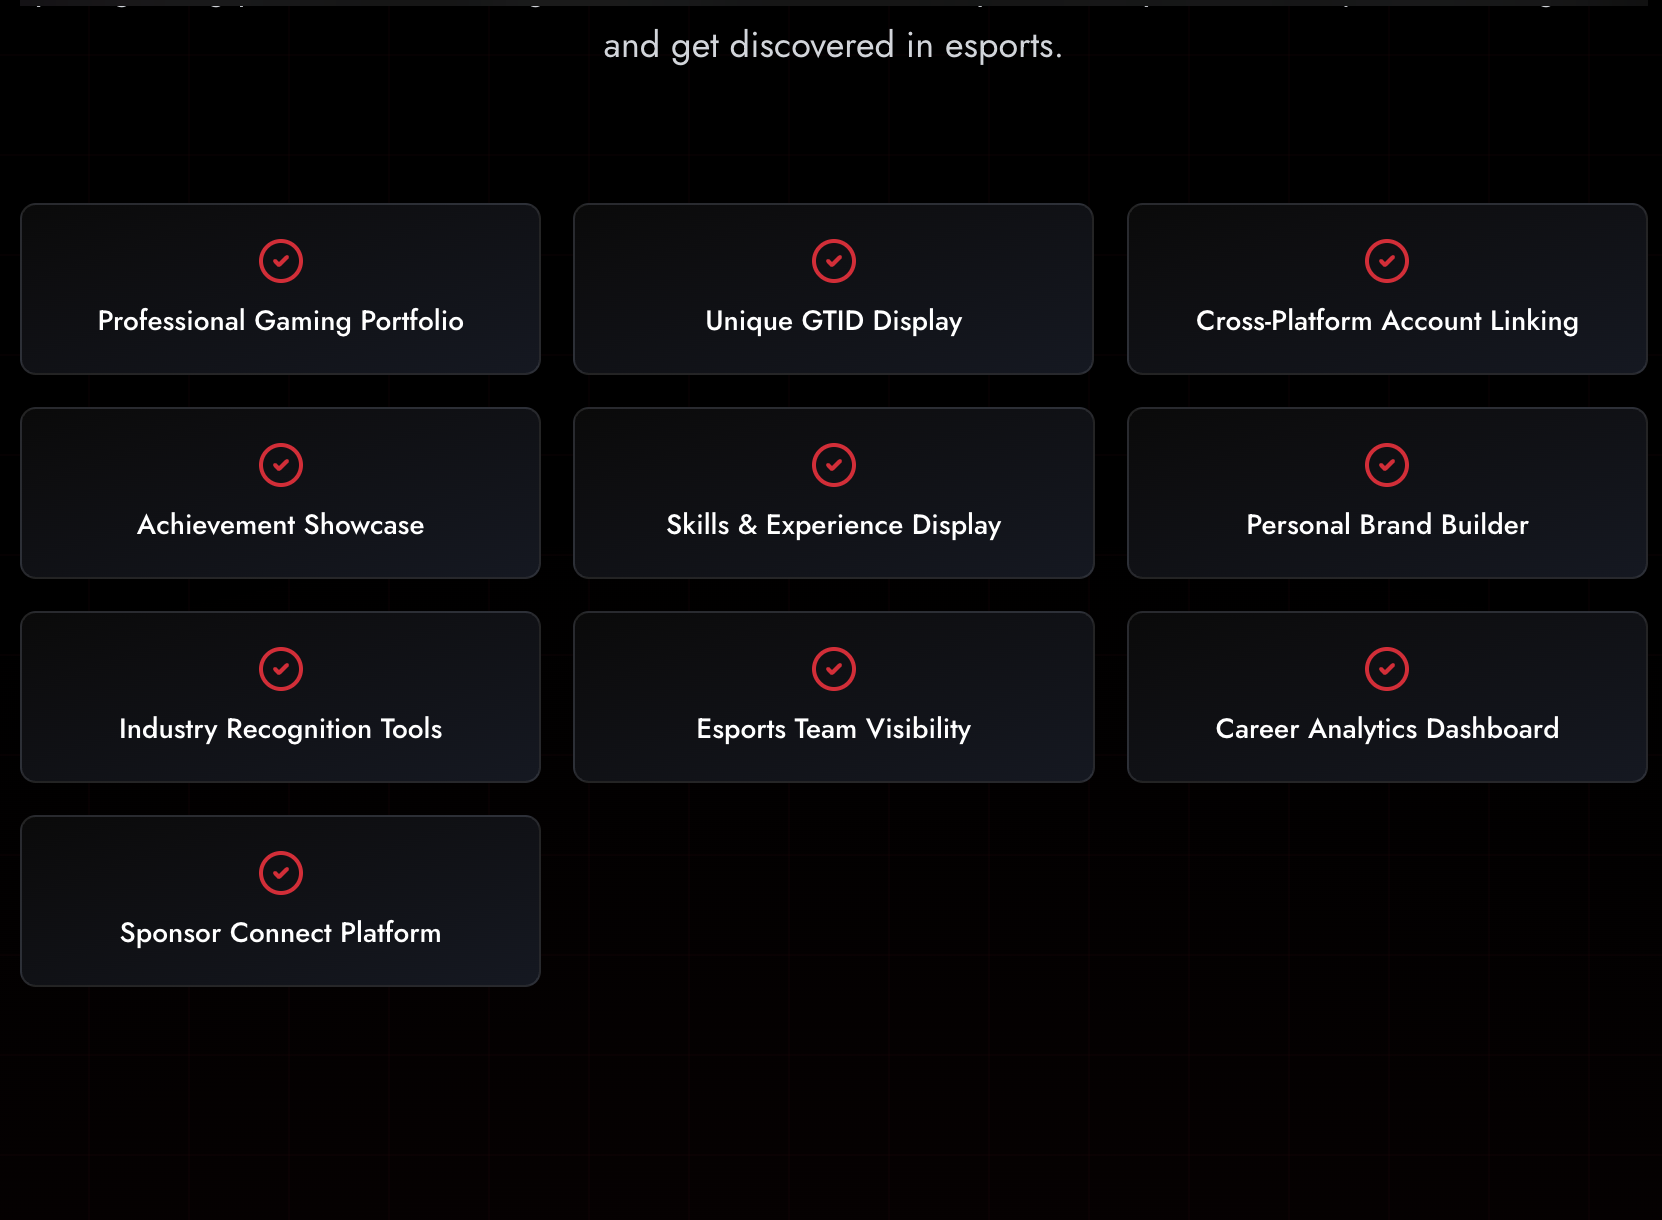 and get discovered in esports.
Professional Gaming Portfolio
Unique GTID Display
Cross-Platform Account Linking
Achievement Showcase
Skills & Experience Display
Personal Brand Builder
Industry Recognition Tools
Esports Team Visibility
Career Analytics Dashboard
Sponsor Connect Platform